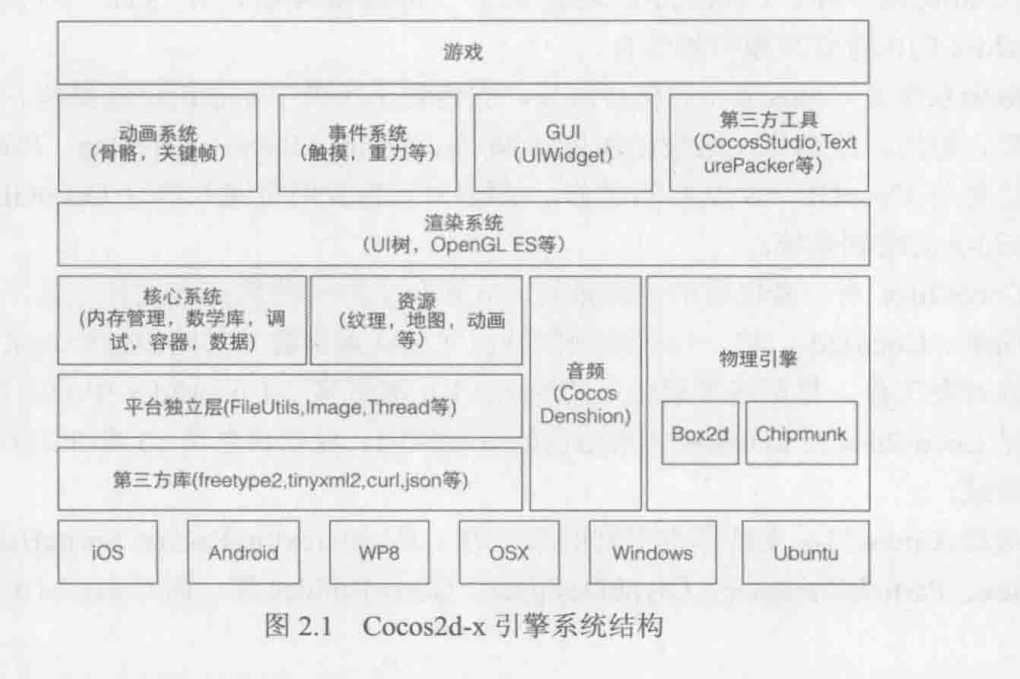 游戏
动画系统
(骨骼，关键帧)
事件系统
(触摸，重力等)
GUI
(UIWidget)
第三方工具
(CocosStudio,Text
urePacker等)
渲染系统
(UI树，OpenGL ES等)
核心系统
(内存管理，数学库，调
试，容器，数据)
资源
(纹理，地图，动画
等)
音频
(Cocos
Denshion)
物理引擎
Box2d
Chipmunk
平台独立层(FileUtils,Image,Thread等)
第三方库(freetype2,tinyxml2,curl,json等)
iOS
Android
WP8
OSX
Windows
Ubuntu
图 2.1 Cocos2d-x 引擎系统结构